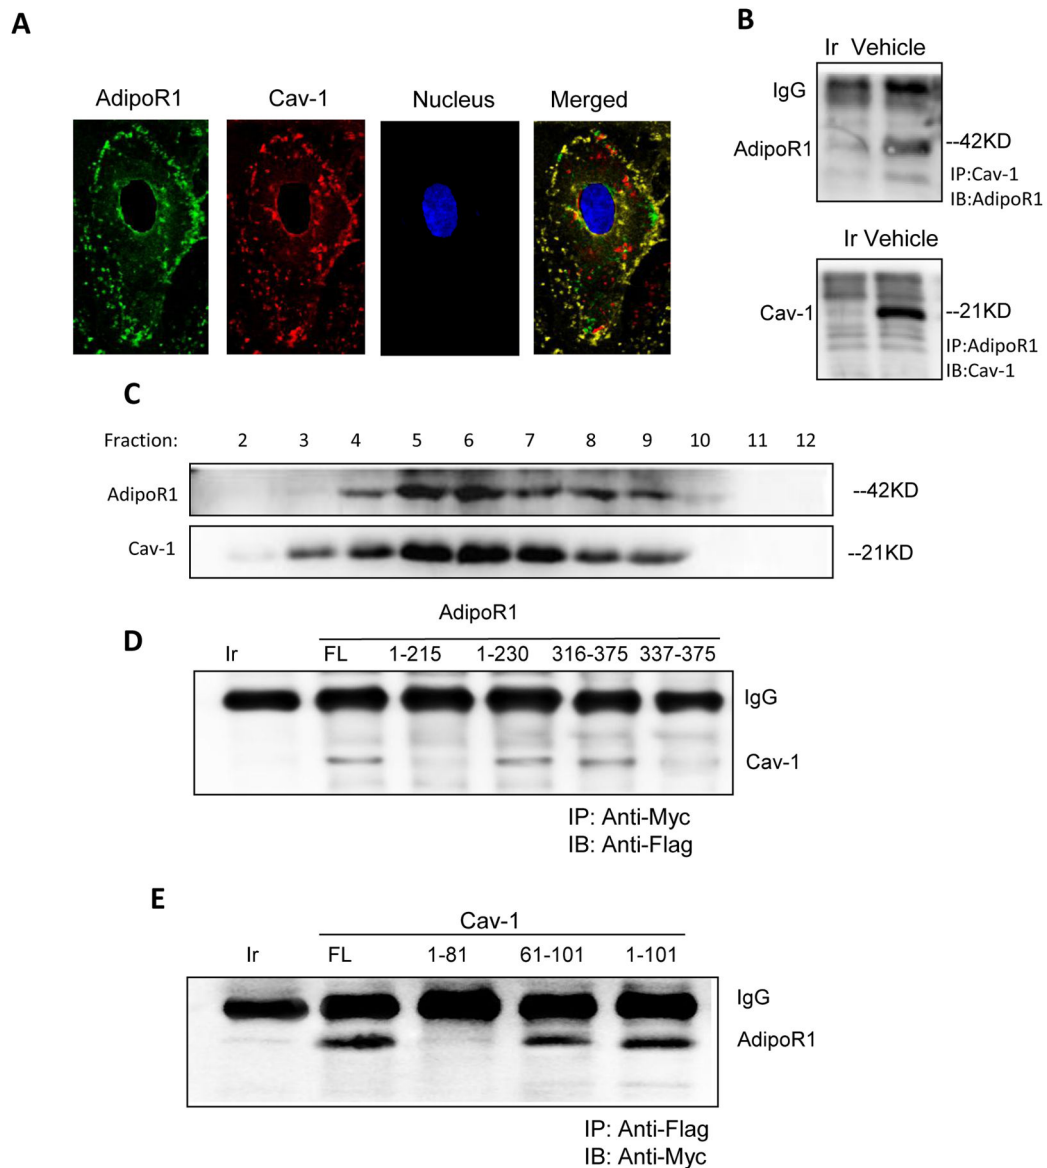 A
AdipoR1 Cav-1 Nucleus Merged
B
Ir Vehicle
IgG
AdipoR1
--42KD
IP:Cav-1
IB:AdipoR1
Ir Vehicle
Cav-1
--21KD
IP:AdipoR1
IB:Cav-1
C
Fraction: 2 3 4 5 6 7 8 9 10 11 12
AdipoR1 --42KD
Cav-1 --21KD
D
AdipoR1
Ir FL 1-215 1-230 316-375 337-375
IgG
Cav-1
IP: Anti-Myc
IB: Anti-Flag
E
Cav-1
Ir FL 1-81 61-101 1-101
IgG
AdipoR1
IP: Anti-Flag
IB: Anti-Myc